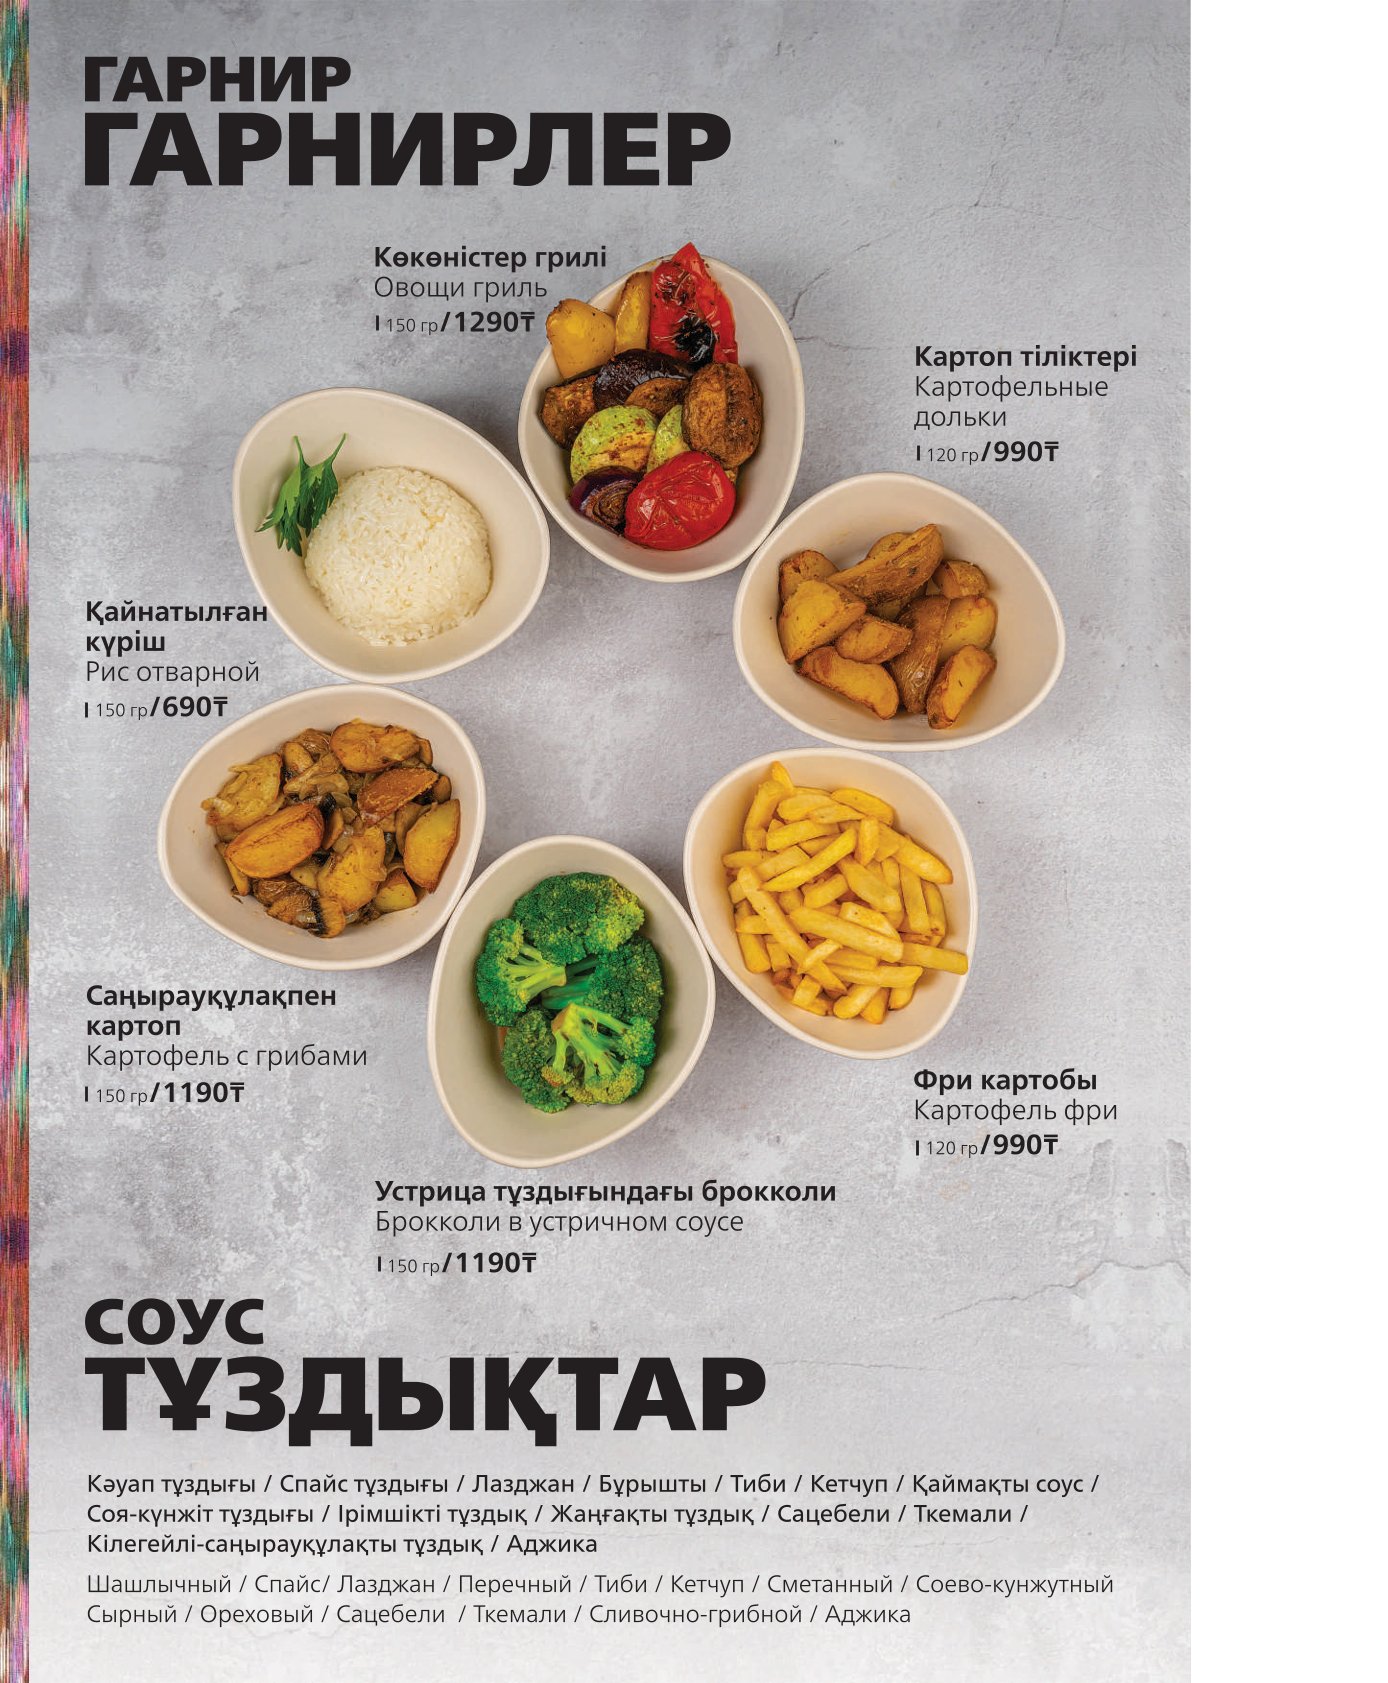 ГАРНИР
ГАРНИРЛЕР
Көкөністер грилі
Овощи гриль
150 гр/1290₸
Картоп тіліктері
Картофельные
дольки
120 гр/990₸
Қайнатылған
күріш
Рис отварной
150 гр/690₸
Саңырауқұлақпен
картоп
Картофель с грибами
150 гр/1190₸
Фри картобы
Картофель фри
120 гр/990₸
Устрица тұздығындағы брокколи
Брокколи в устричном соусе
150 гр/1190₸
СОУС
ТҰЗДЫҚТАР
Кәуап тұздығы / Спайс тұздығы / Лазджан / Бұрышты / Тиби / Кетчуп / Қаймақты соус /
Соя-күнжіт тұздығы / Ірімшікті тұздық / Жаңғақты тұздық / Сацебели / Ткемали /
Кілегейлі-саңырауқұлақты тұздық / Аджика
Шашлычный / Спайс/ Лазджан / Перечный / Тиби / Кетчуп / Сметанный / Соево-кунжутный
Сырный / Ореховый / Сацебели / Ткемали / Сливочно-грибной / Аджика